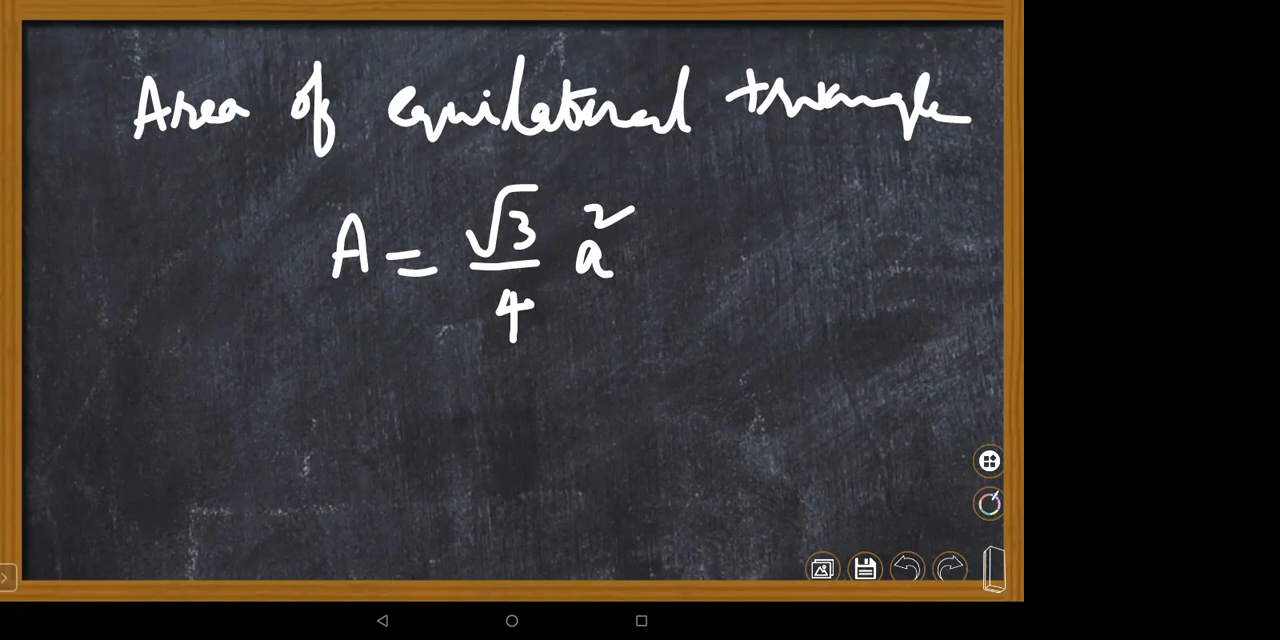 Area of equilateral triangle
A = √3/4 a²